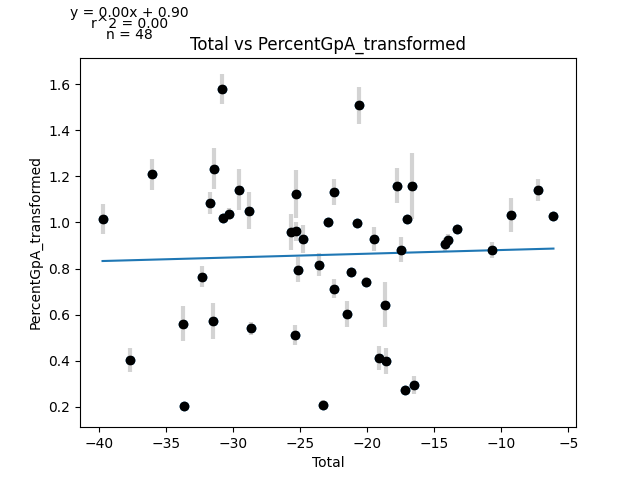 y = 0.00x + 0.90
r^2 = 0.00
n = 48
Total vs PercentGpA_transformed
PercentGpA_transformed
1.6
1.4
1.2
1.0
0.8
0.6
0.4
0.2
−40 −35 −30 −25 −20 −15 −10 −5
Total